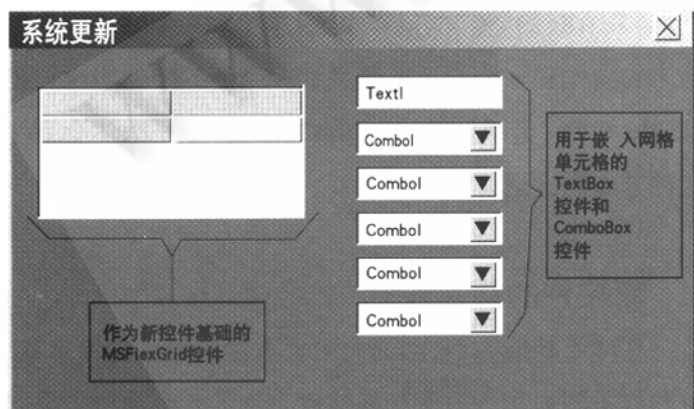 系统更新
Textl
Combol
Combol
Combol
Combol
Combol
用于嵌 入网格
单元格的
TextBox
控件和
ComboBox
控件
作为新控件基础的
MSFlexGrid控件